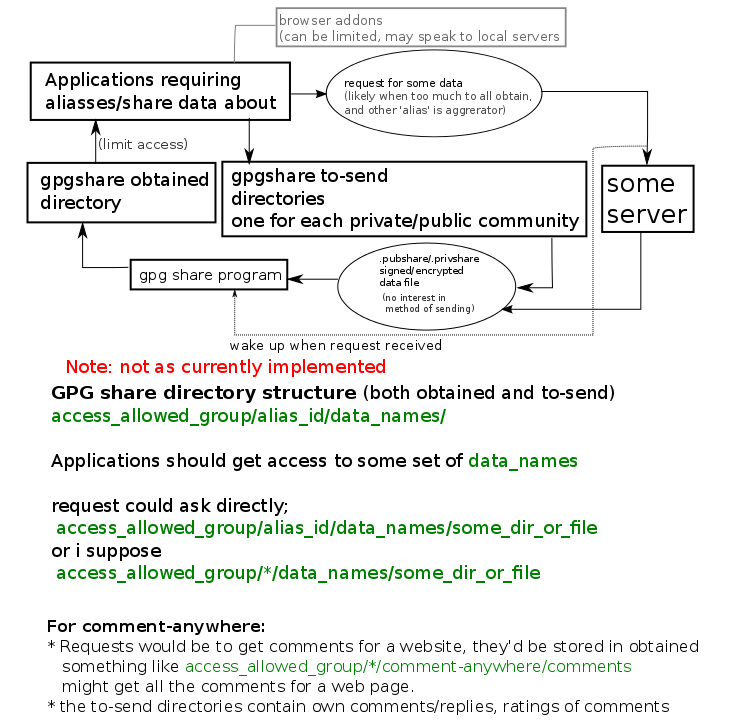 browser addons
(can be limited, may speak to local servers
Applications requiring
aliasses/share data about
request for some data
(likely when too much to all obtain,
and other 'alias' is aggrerator)
(limit access)
gpgshare obtained
directory
gpgshare to-send
directories
one for each private/public community
some
server
gpg share program
.pubshare/.privshare
signed/encrypted
data file
(no interest in
method of sending)
wake up when request received
Note: not as currently implemented
GPG share directory structure (both obtained and to-send)
access_allowed_group/alias_id/data_names/
Applications should get access to some set of data_names
request could ask directly;
access_allowed_group/alias_id/data_names/some_dir_or_file
or i suppose
access_allowed_group/*/data_names/some_dir_or_file
For comment-anywhere:
* Requests would be to get comments for a website, they'd be stored in obtained
something like access_allowed_group/*/comment-anywhere/comments
might get all the comments for a web page.
* the to-send directories contain own comments/replies, ratings of comments